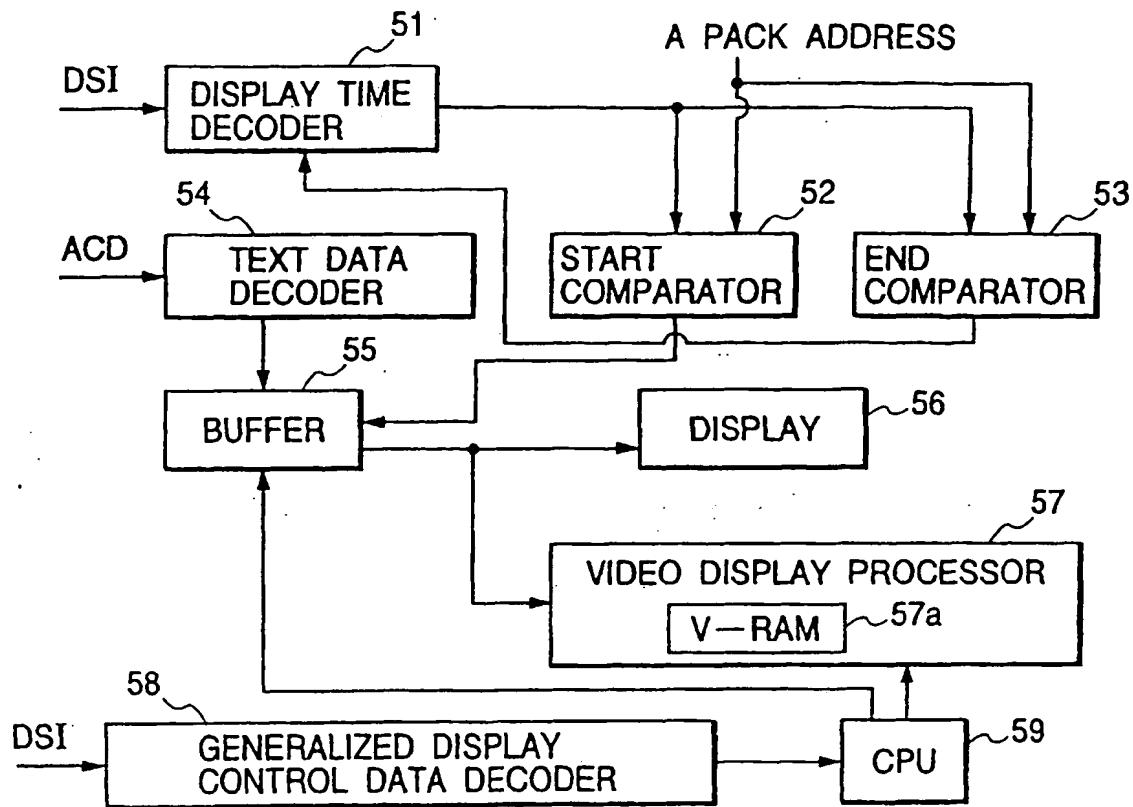 51
A PACK ADDRESS
DSI
DISPLAY TIME
DECODER
54
52
53
ACD
TEXT DATA
DECODER
START
COMPARATOR
END
COMPARATOR
55
BUFFER
56
DISPLAY
57
VIDEO DISPLAY PROCESSOR
V-RAM
57a
58
DSI
GENERALIZED DISPLAY
CONTROL DATA DECODER
CPU
59